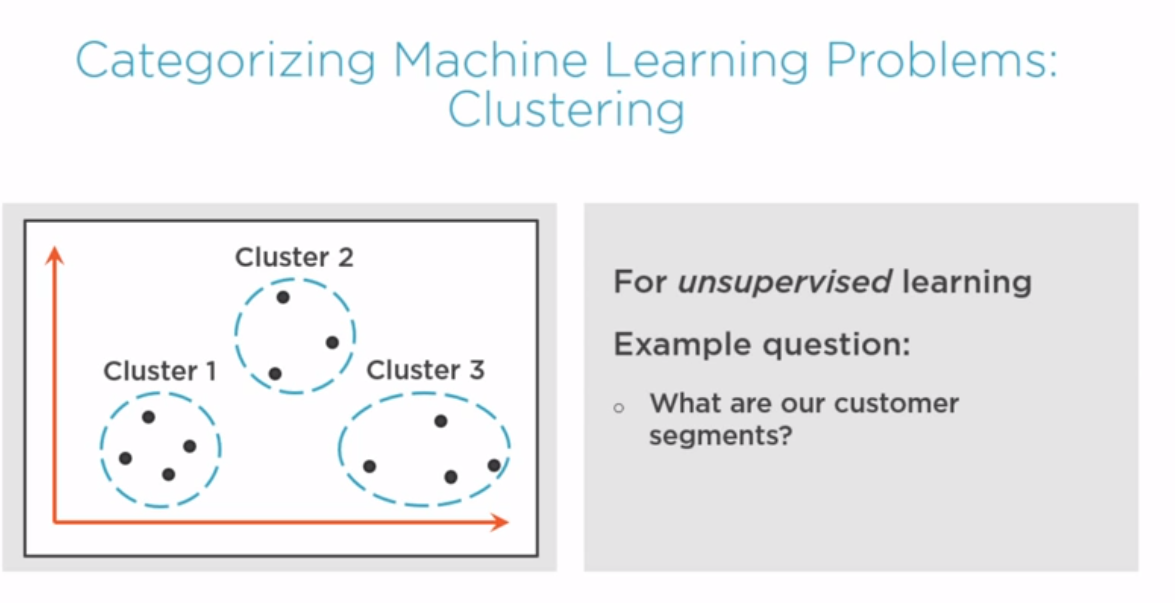 Categorizing Machine Learning Problems:
Clustering
Cluster 2
Cluster 1
Cluster 3
For unsupervised learning
Example question:
○ What are our customer
segments?